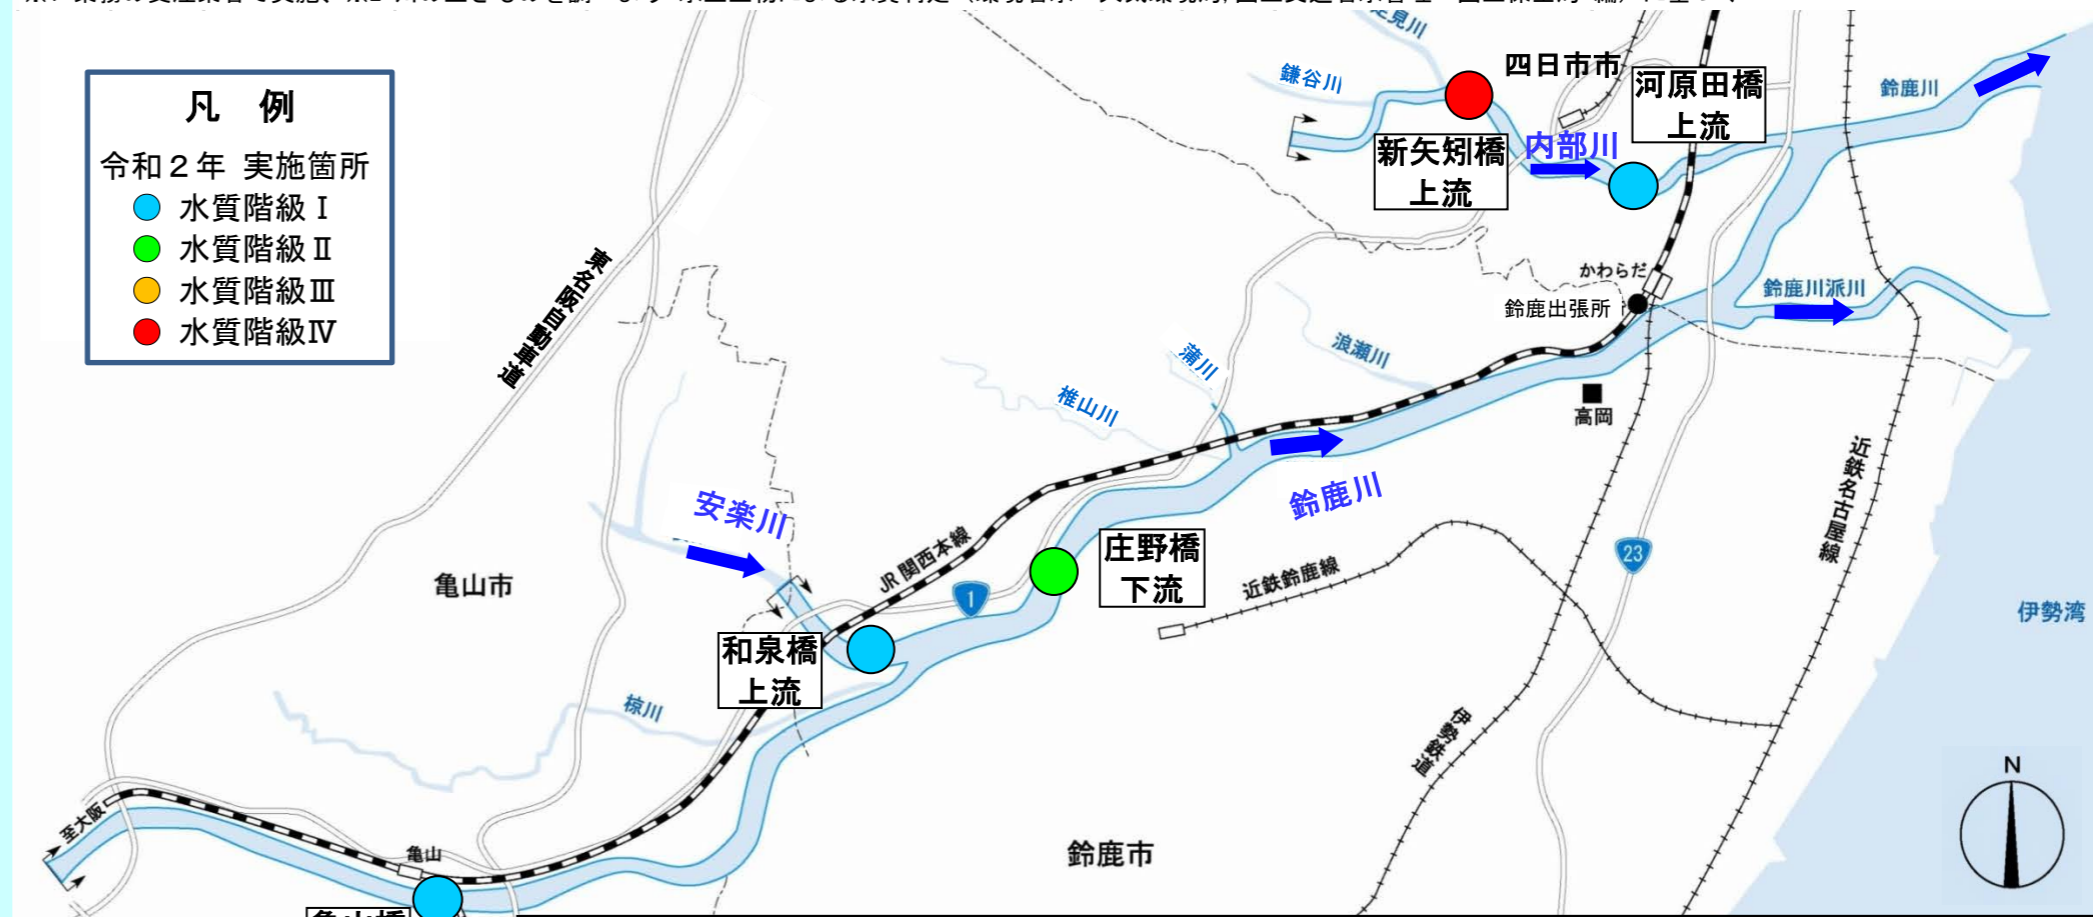 凡 例
令和２年 実施箇所
水質階級Ⅰ
水質階級Ⅱ
水質階級Ⅲ
水質階級Ⅳ
鎌谷川
四日市市
河原田橋
上流
鈴鹿川
新矢矧橋
上流
内部川
東名阪自動車道
かわらだ
鈴鹿出張所
鈴鹿川派川
浪瀬川
蒲川
椎山川
高岡
近鉄名古屋線
安楽川
鈴鹿川
JR関西本線
庄野橋
下流
近鉄鈴鹿線
23
1
亀山市
和泉橋
上流
伊勢湾
椋川
伊勢鉄道
至大阪
亀山
鈴鹿市
N